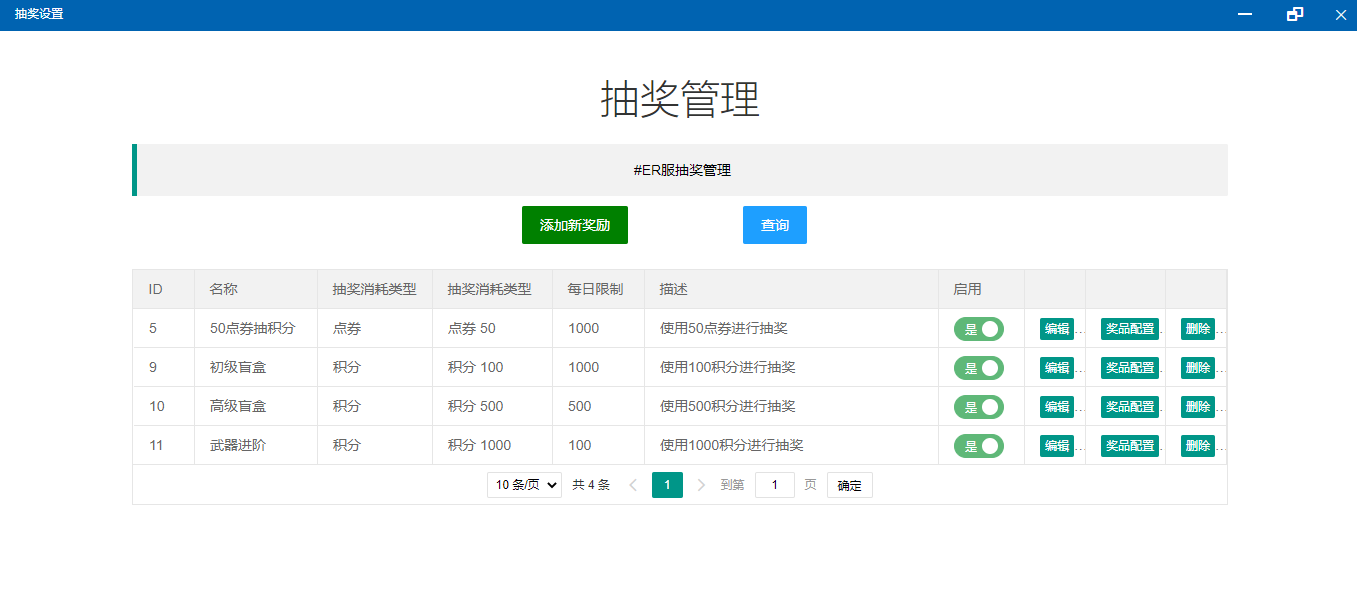 抽奖设置
抽奖管理
#ER服抽奖管理
添加新奖励 查询
ID 名称 抽奖消耗类型 抽奖消耗类型 每日限制 描述 启用
5 50点券抽积分 点券 点券 50 1000 使用50点券进行抽奖 是 编辑 ... 奖品配置 . 删除 ...
9 初级盲盒 积分 积分 100 1000 使用100积分进行抽奖 是 编辑 ... 奖品配置 . 删除 ...
10 高级盲盒 积分 积分 500 500 使用500积分进行抽奖 是 编辑 ... 奖品配置 . 删除 ...
11 武器进阶 积分 积分 1000 100 使用1000积分进行抽奖 是 编辑 ... 奖品配置 . 删除 ...
10 条/页 共 4 条 1 到第 1 页 确定